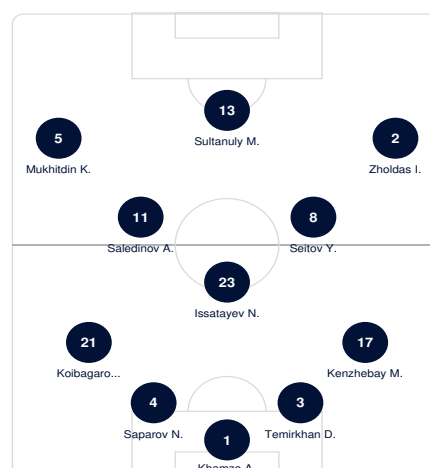 13
Sultanuly M.
5
Mukhitdin K.
2
Zholdas I.
11
Saledinov A.
8
Seitov Y.
23
Issatayev N.
21
Koibagaro...
17
Kenzhebay M.
4
Saparov N.
3
Temirkhan D.
1
Khamza A.